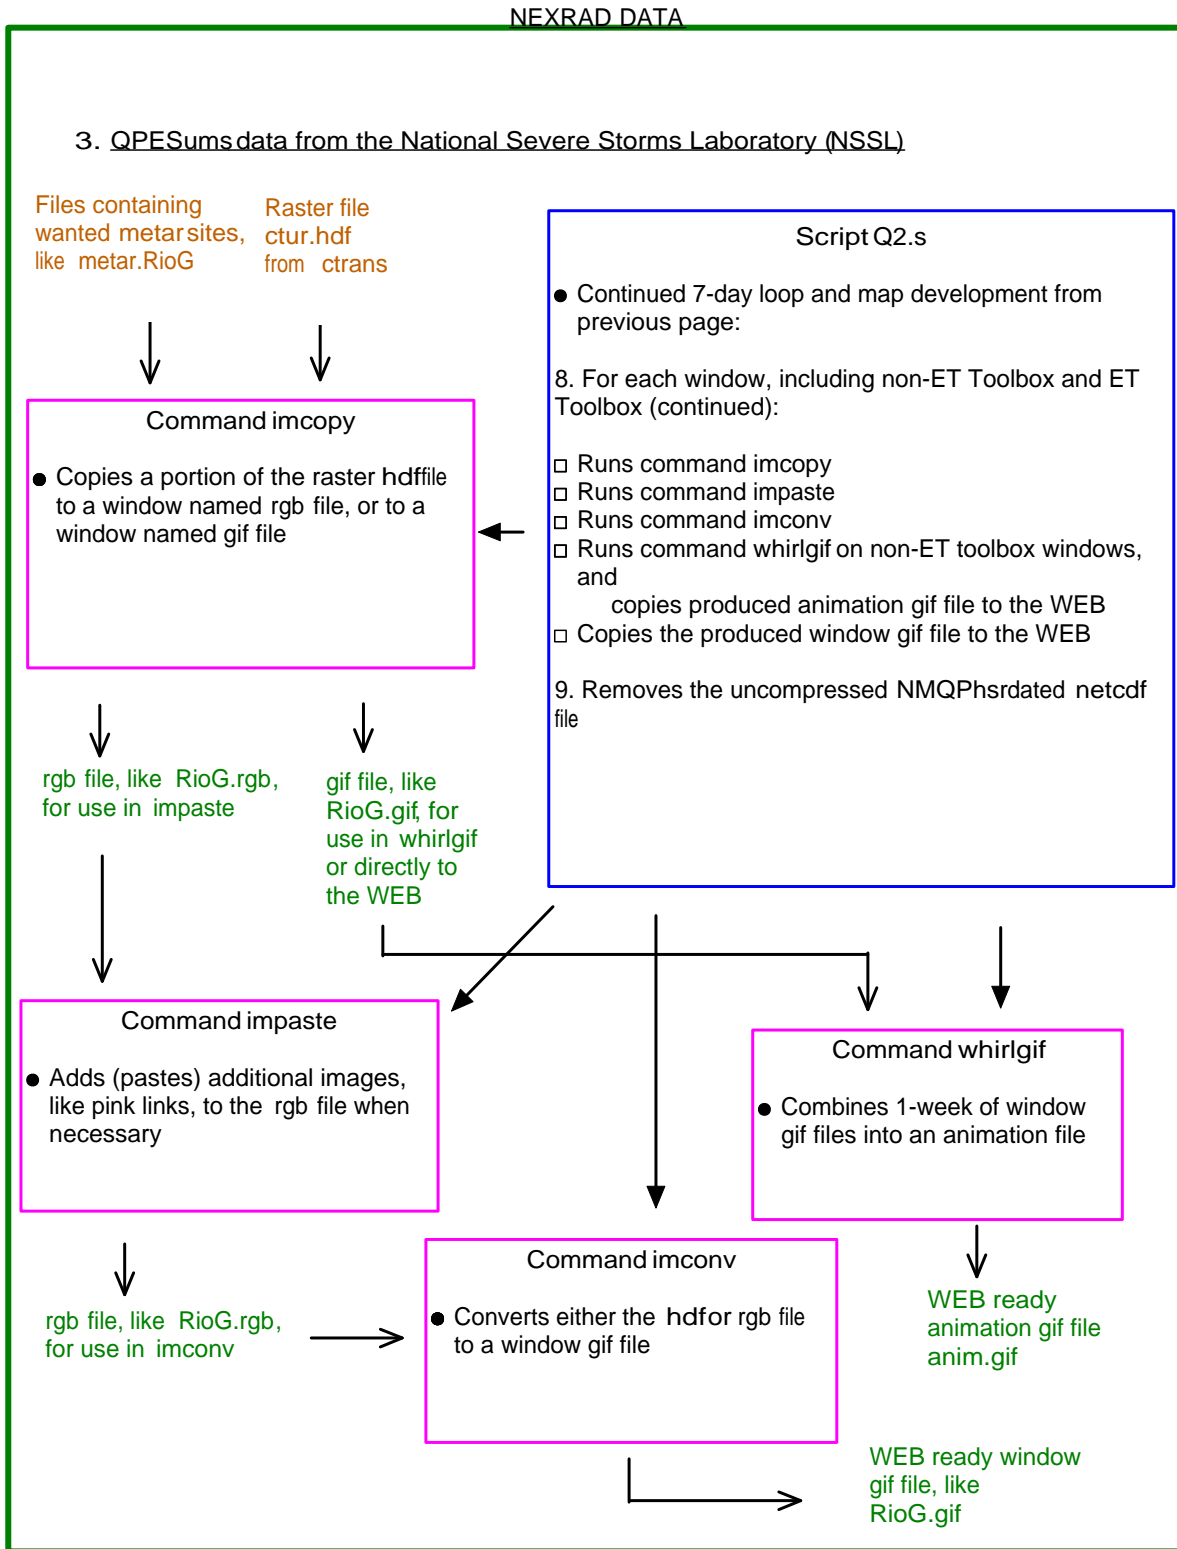 NEXRAD DATA
3. QPESums data from the National Severe Storms Laboratory (NSSL)
Files containing
wanted metar sites,
like metar.RioG
Raster file
ctur.hdf
from ctrans
Script Q2.s
● Continued 7-day loop and map development from
previous page:
8. For each window, including non-ET Toolbox and ET
Toolbox (continued):
□ Runs command imcopy
□ Runs command impaste
□ Runs command imconv
□ Runs command whirlgif on non-ET toolbox windows,
and
copies produced animation gif file to the WEB
□ Copies the produced window gif file to the WEB
9. Removes the uncompressed NMQPhsrdated netcdf
file
Command imcopy
● Copies a portion of the raster hdf file
to a window named rgb file, or to a
window named gif file
rgb file, like RioG.rgb,
for use in impaste
gif file, like
RioG.gif, for
use in whirlgif
or directly to
the WEB
Command impaste
● Adds (pastes) additional images,
like pink links, to the rgb file when
necessary
Command whirlgif
● Combines 1-week of window
gif files into an animation file
rgb file, like RioG.rgb,
for use in imconv
Command imconv
● Converts either the hdf or rgb file
to a window gif file
WEB ready
animation gif file
anim.gif
WEB ready window
gif file, like
RioG.gif